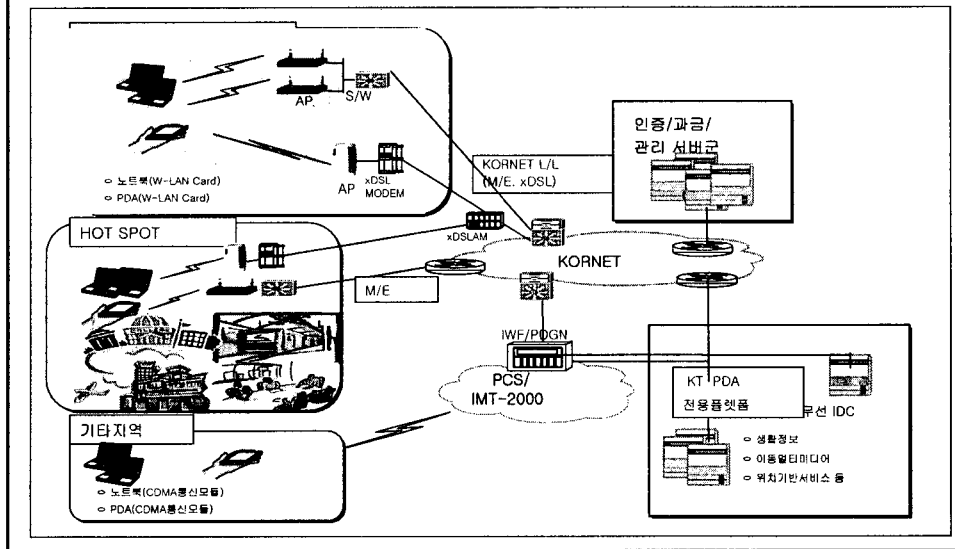 AP
S/W
AP
xDSL
MODEM
노트북(W-LAN Card)
PDA(W-LAN Card)
KORNET L/L
(M/E. xDSL)
인증/과금/
관리 서버군
HOT SPOT
xDSLAM
KORNET
M/E
IWF/PDGN
PCS/
IMT-2000
KT PDA
전용플렛폼
무선 IDC
생활정보
이동멀티미디어
위치기반서비스 등
기타지역
노트북(CDMA통신모듈)
PDA(CDMA통신모듈)